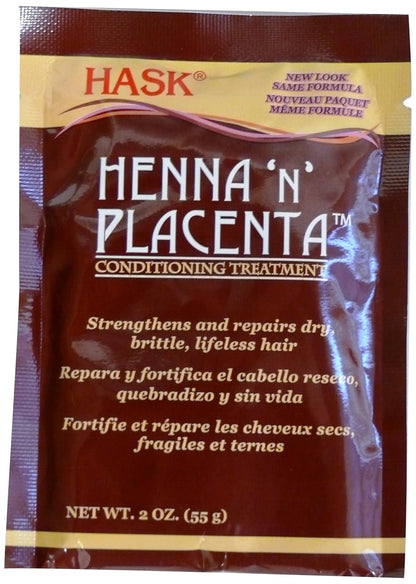 HASK®
NEW LOOK
SAME FORMULA
NOUVEAU PAQUET
MÊME FORMULE
HENNA 'N'
PLACENTA™
CONDITIONING TREATMENT
Strengthens and repairs dry,
brittle, lifeless hair
Repara y fortifica el cabello reseco,
quebradizo y sin vida
Fortifie et répare les cheveux secs,
fragiles et ternes
NET WT. 2 OZ. (55 g)